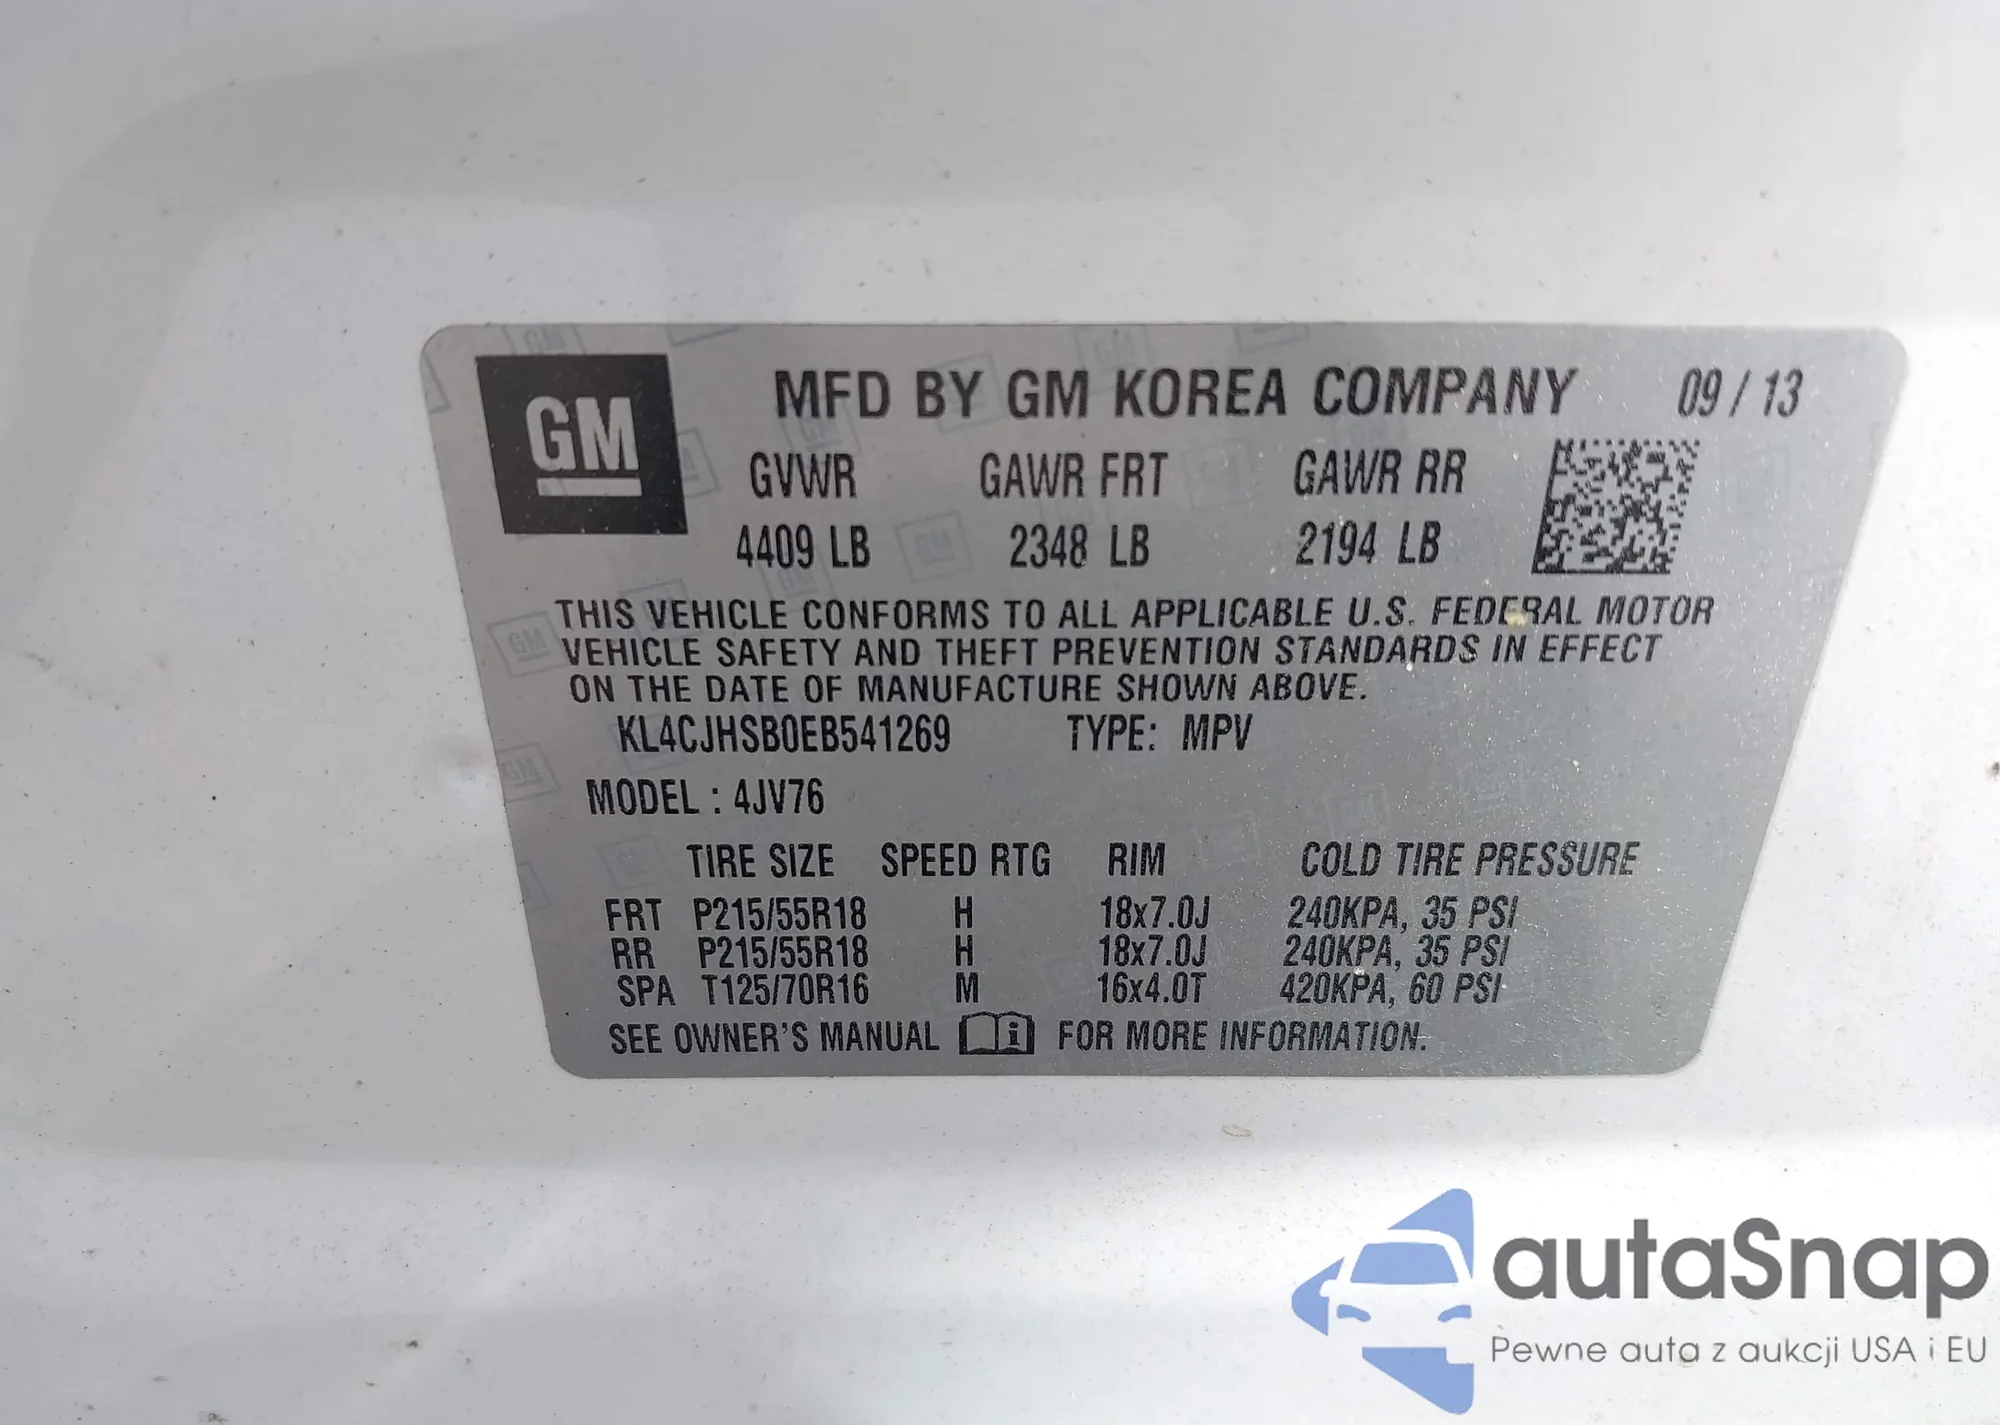 GM
MFD BY GM KOREA COMPANY 09 / 13
GVWR GAWR FRT GAWR RR
4409 LB 2348 LB 2194 LB
THIS VEHICLE CONFORMS TO ALL APPLICABLE U.S. FEDERAL MOTOR
VEHICLE SAFETY AND THEFT PREVENTION STANDARDS IN EFFECT
ON THE DATE OF MANUFACTURE SHOWN ABOVE.
KL4CJHSB0EB541269 TYPE: MPV
MODEL : 4JV76
TIRE SIZE SPEED RTG RIM COLD TIRE PRESSURE
FRT P215/55R18 H 18x7.0J 240KPA, 35 PSI
RR P215/55R18 H 18x7.0J 240KPA, 35 PSI
SPA T125/70R16 M 16x4.0T 420KPA, 60 PSI
SEE OWNER'S MANUAL FOR MORE INFORMATION.
autaSnap
Pewne auta z aukcji USA i EU